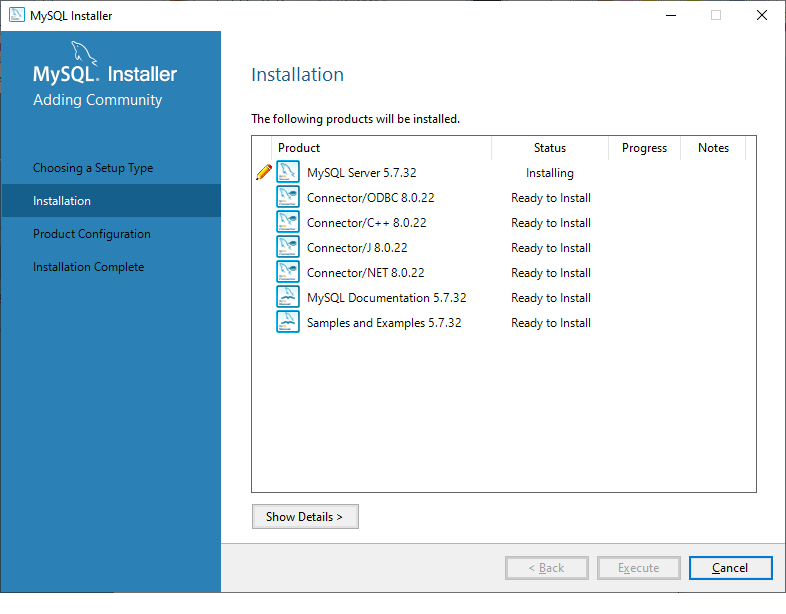 MySQL Installer
MySQL. Installer
Adding Community
Choosing a Setup Type
Installation
Product Configuration
Installation Complete
Installation
The following products will be installed.
Product Status Progress Notes
MySQL Server 5.7.32 Installing
Connector/ODBC 8.0.22 Ready to Install
Connector/C++ 8.0.22 Ready to Install
Connector/J 8.0.22 Ready to Install
Connector/NET 8.0.22 Ready to Install
MySQL Documentation 5.7.32 Ready to Install
Samples and Examples 5.7.32 Ready to Install
Show Details >
< Back Execute Cancel